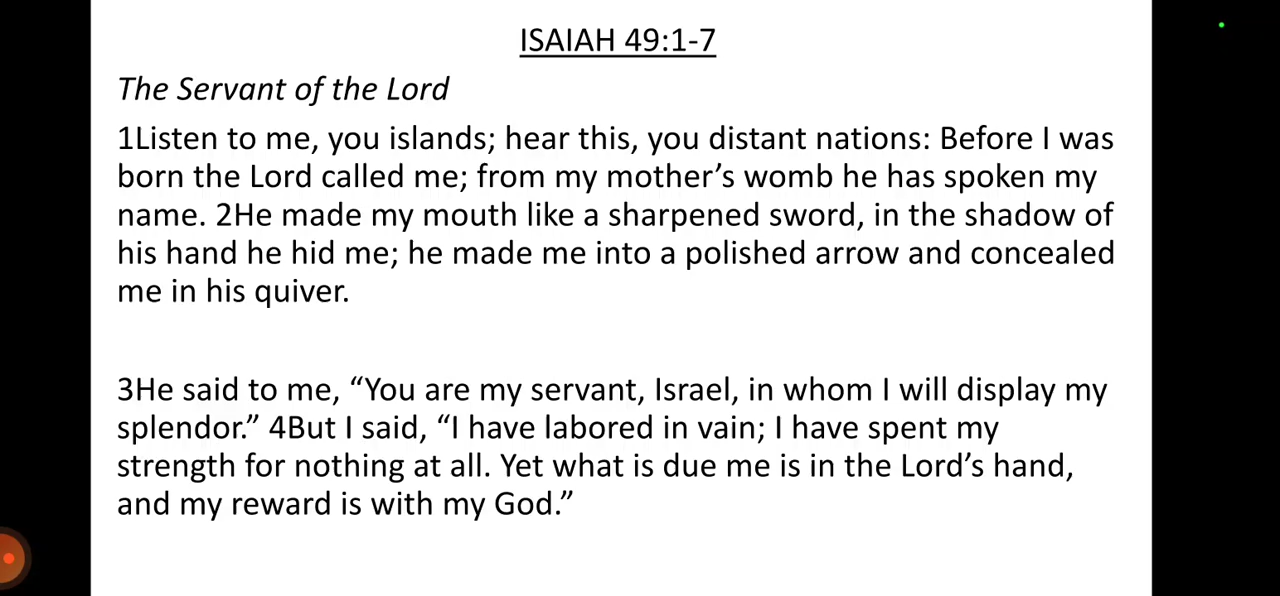 ISAIAH 49:1-7
The Servant of the Lord
1Listen to me, you islands; hear this, you distant nations: Before I was
born the Lord called me; from my mother’s womb he has spoken my
name. 2He made my mouth like a sharpened sword, in the shadow of
his hand he hid me; he made me into a polished arrow and concealed
me in his quiver.
3He said to me, “You are my servant, Israel, in whom I will display my
splendor.” 4But I said, “I have labored in vain; I have spent my
strength for nothing at all. Yet what is due me is in the Lord’s hand,
and my reward is with my God.”